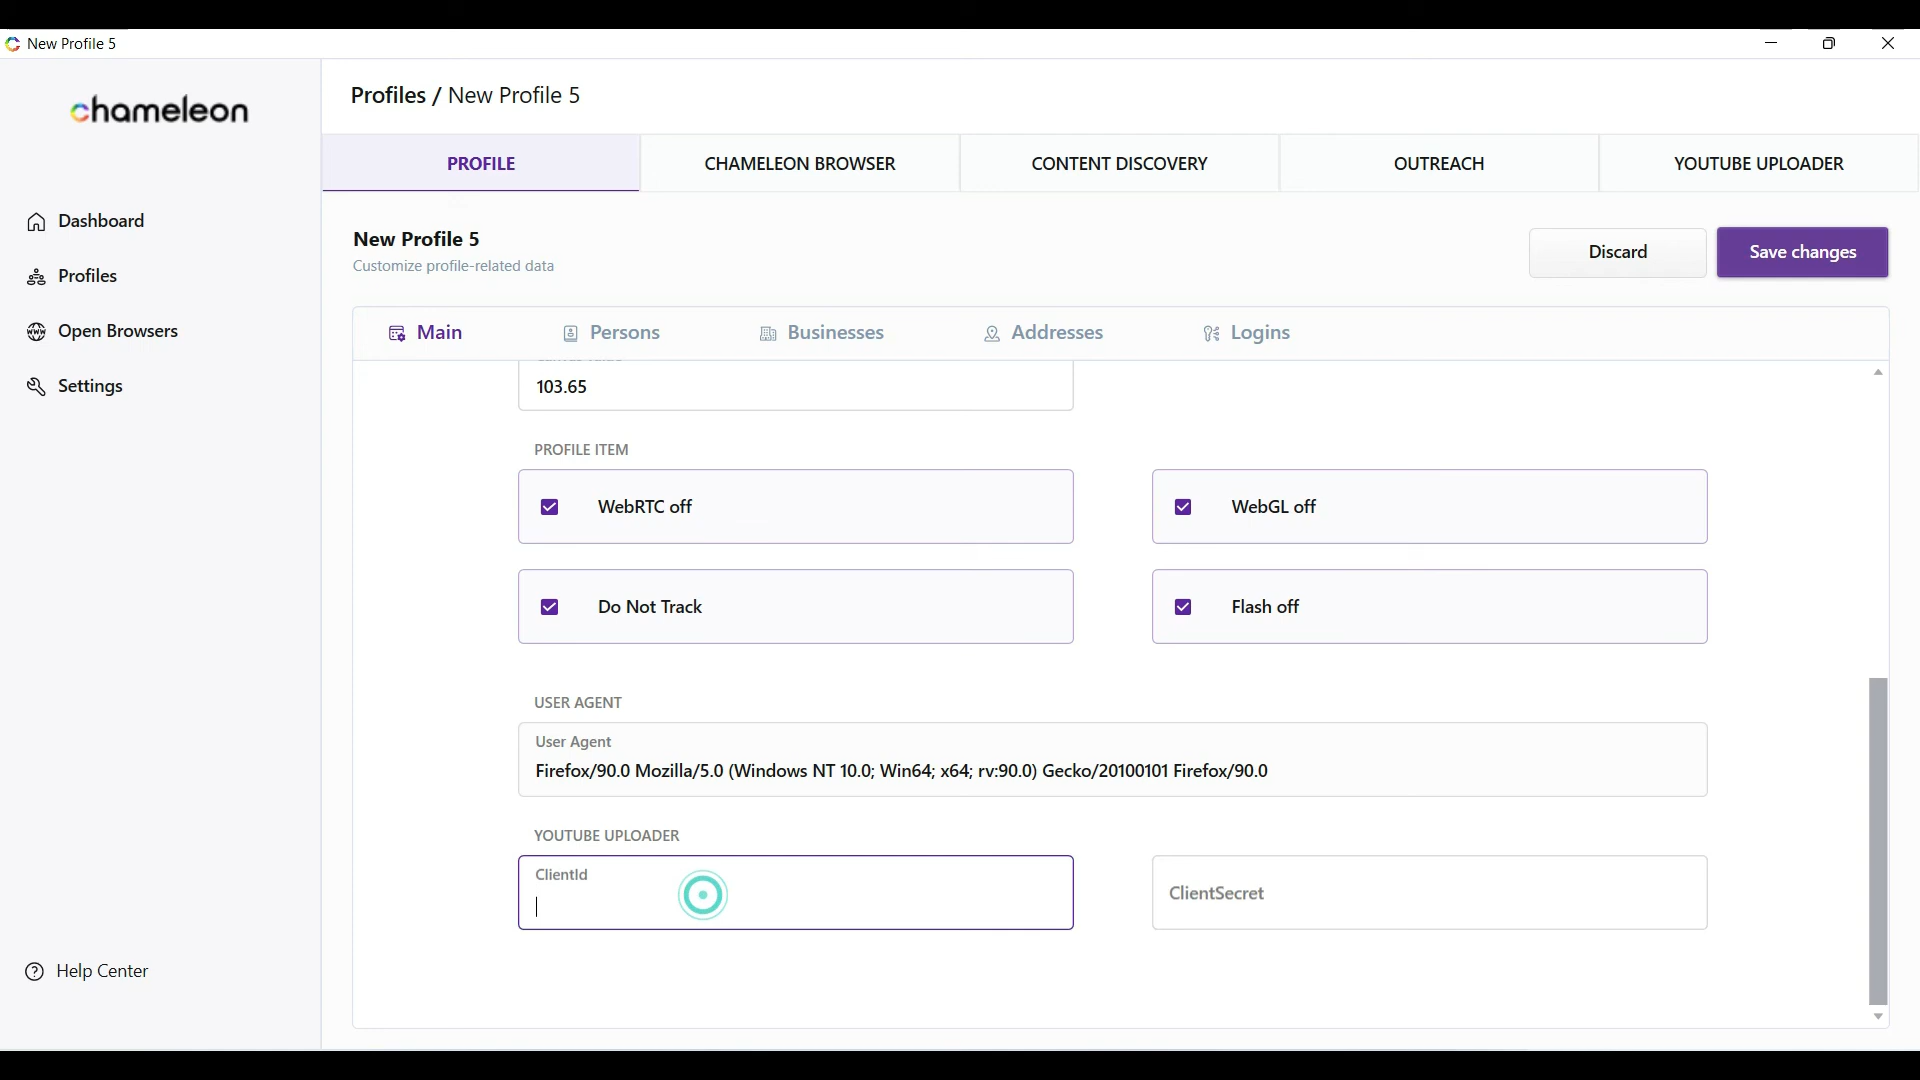 New Profile 5
chameleon
Profiles / New Profile 5
PROFILE
CHAMELEON BROWSER
CONTENT DISCOVERY
OUTREACH
YOUTUBE UPLOADER
Dashboard
Profiles
Open Browsers
Settings
Help Center
New Profile 5
Customize profile-related data
Discard
Save changes
Main
Persons
Businesses
Addresses
Logins
103.65
PROFILE ITEM
WebRTC off
WebGL off
Do Not Track
Flash off
USER AGENT
User Agent
Firefox/90.0 Mozilla/5.0 (Windows NT 10.0; Win64; x64; rv:90.0) Gecko/20100101 Firefox/90.0
YOUTUBE UPLOADER
ClientId
ClientSecret